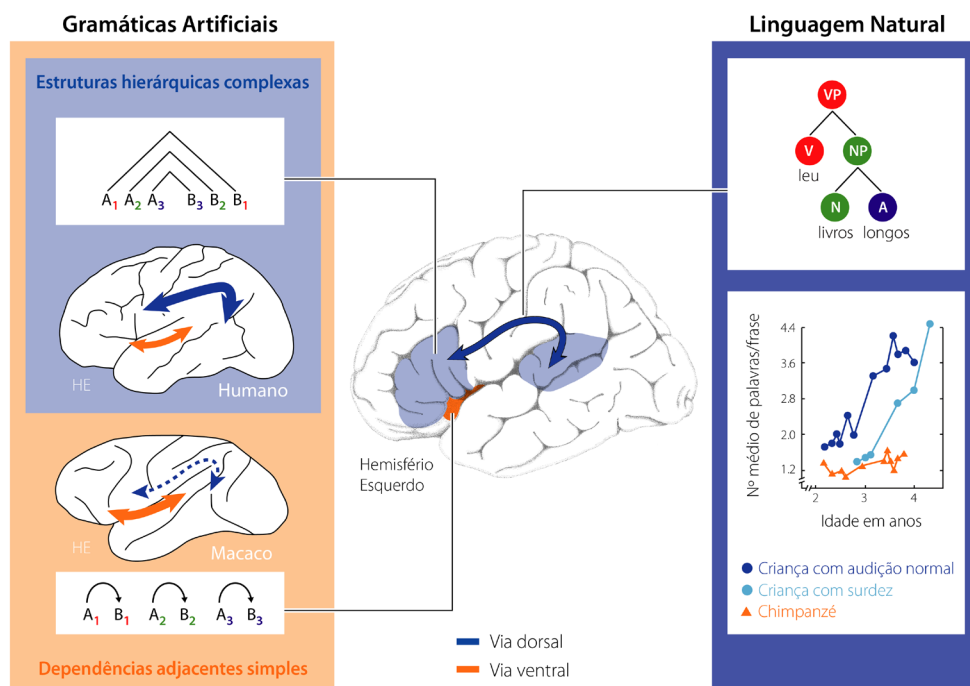 Gramáticas Artificiais
Estruturas hierárquicas complexas
A1 A2 A3 B3 B2 B1
HE
Humano
HE
Macaco
A1 B1 A2 B2 A3 B3
Dependências adjacentes simples
Hemisfério
Esquerdo
Via dorsal
Via ventral
Linguagem Natural
VP
V NP
leu
N A
livros longos
Nº médio de palavras/frase
4.4
3.6
2.8
2.0
1.2
2 3 4
Idade em anos
Criança com audição normal
Criança com surdez
Chimpanzé